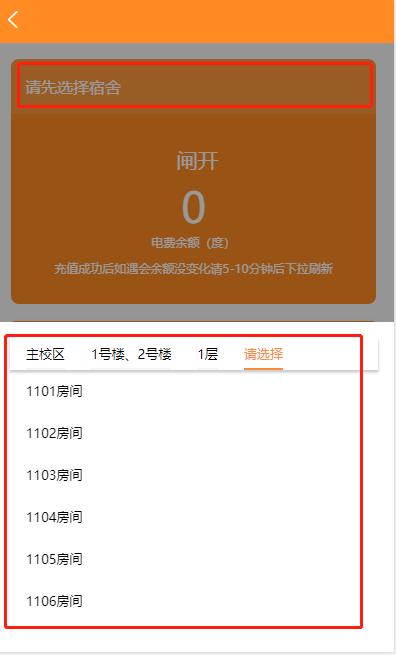 请先选择宿舍
闸开
0
电费余额（度）
充值成功后如遇会余额没变化请5-10分钟后下拉刷新
主校区 1号楼、2号楼 1层 请选择
1101房间
1102房间
1103房间
1104房间
1105房间
1106房间